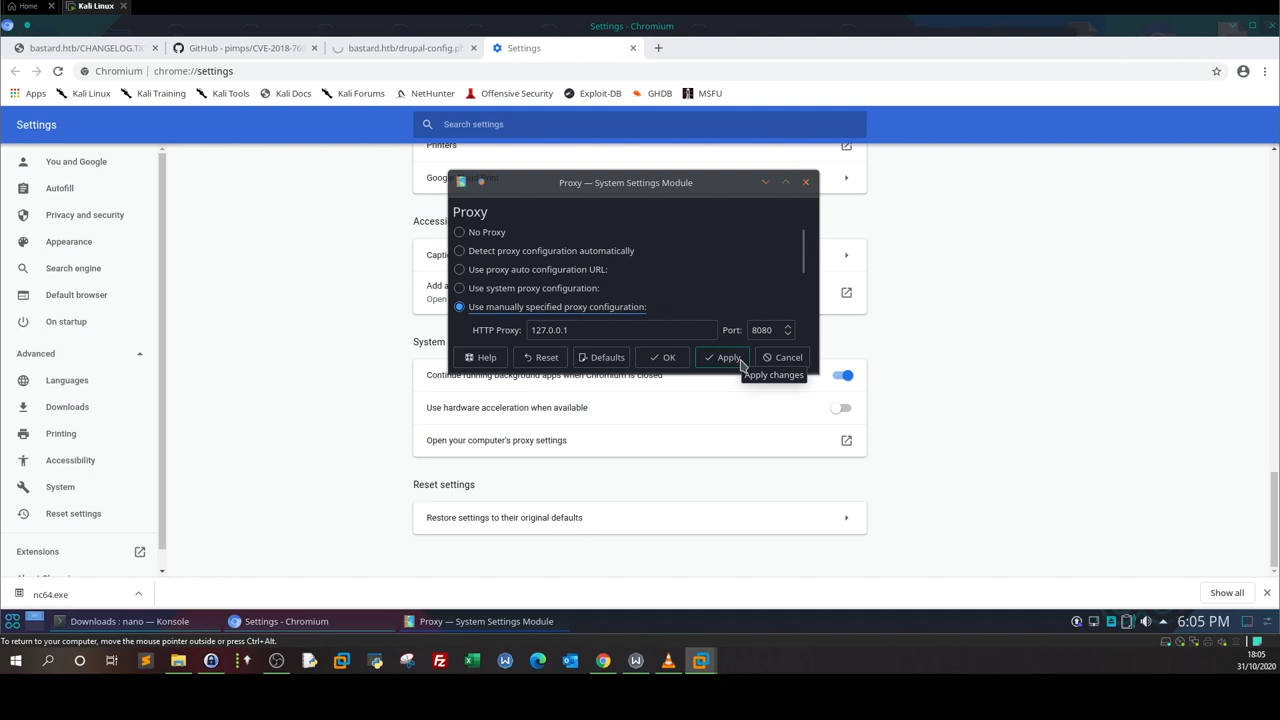 Home
Kali Linux
Settings - Chromium
bastard.htb/CHANGELOG.TX
GitHub - pimps/CVE-2018-760
bastard.htb/drupal-config.ph
Settings
Chromium | chrome://settings
Apps Kali Linux Kali Training Kali Tools Kali Docs Kali Forums NetHunter Offensive Security Exploit-DB GHDB MSFU
Settings
Search settings
You and Google
Autofill
Privacy and security
Appearance
Search engine
Default browser
On startup
Advanced
Languages
Downloads
Printing
Accessibility
System
Reset settings
Extensions
Printers
Accessi
Capti
Add a
Open
System
Continue running background apps when Chromium is closed
Use hardware acceleration when available
Open your computer's proxy settings
Reset settings
Restore settings to their original defaults
Proxy — System Settings Module
Proxy
No Proxy
Detect proxy configuration automatically
Use proxy auto configuration URL:
Use system proxy configuration:
Use manually specified proxy configuration:
HTTP Proxy: 127.0.0.1 Port: 8080
Help Reset Defaults OK Apply Cancel
Apply changes
nc64.exe
Show all
Downloads : nano — Konsole
Settings - Chromium
Proxy — System Settings Module
6:05 PM
To return to your computer, move the mouse pointer outside or press Ctrl+Alt.
18:05
31/10/2020